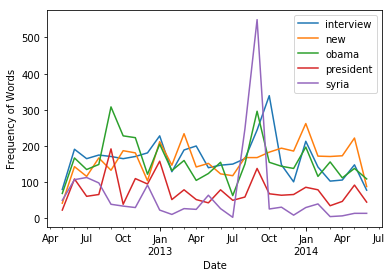 interview
new
obama
president
syria
500
400
300
200
100
0
Frequency of Words
Apr Jul Oct Jan Apr Jul Oct Jan Apr Jul
2013 2014
Date